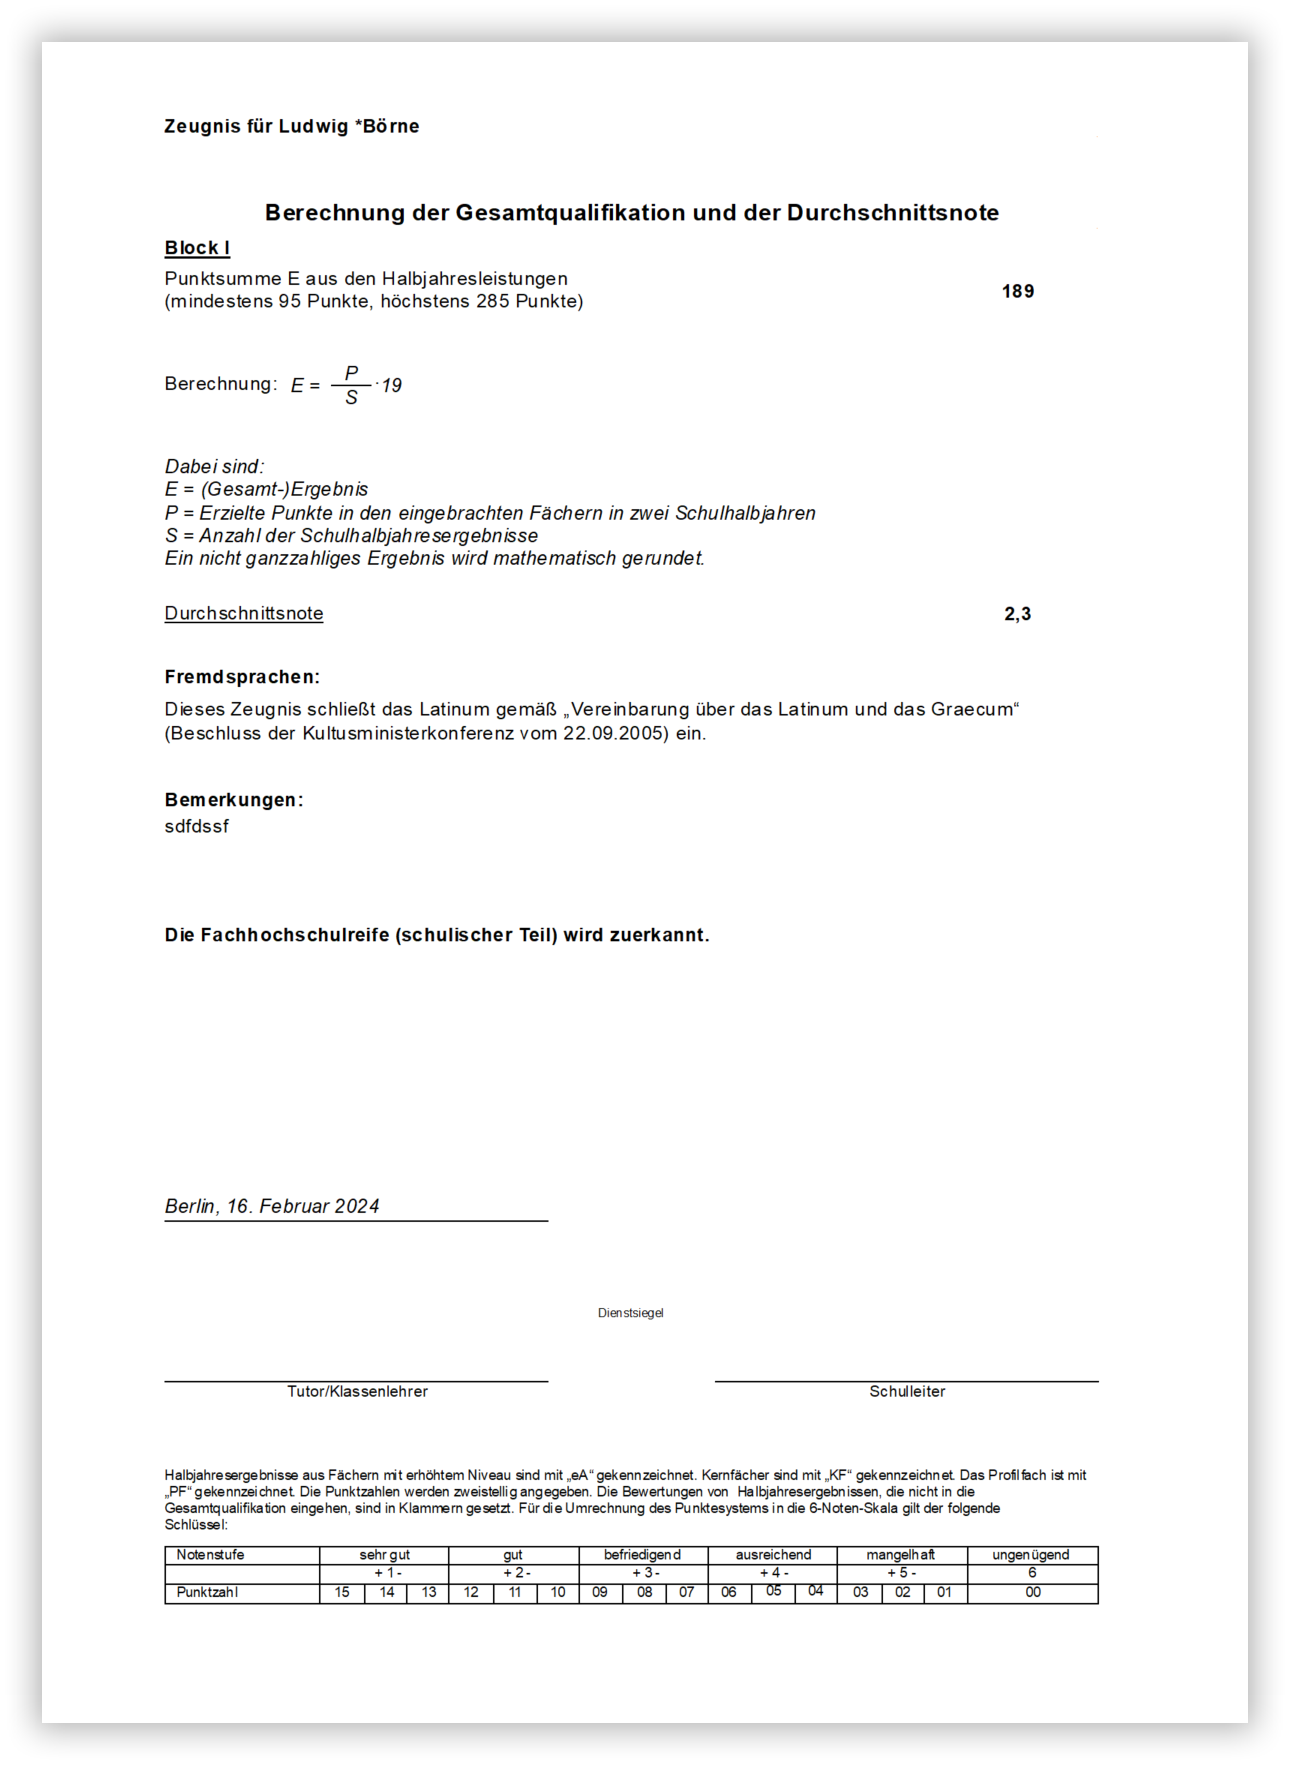 Zeugnis für Ludwig *Börne
Berechnung der Gesamtqualifikation und der Durchschnittsnote
Block I
Punktsumme E aus den Halbjahresleistungen
(mindestens 95 Punkte, höchstens 285 Punkte)
189
Berechnung: E = P/S · 19
Dabei sind:
E = (Gesamt-)Ergebnis
P = Erzielte Punkte in den eingebrachten Fächern in zwei Schulhalbjahren
S = Anzahl der Schulhalbjahresergebnisse
Ein nicht ganzzahliges Ergebnis wird mathematisch gerundet.
Durchschnittsnote 2,3
Fremdsprachen:
Dieses Zeugnis schließt das Latinum gemäß „Vereinbarung über das Latinum und das Graecum“
(Beschluss der Kultusministerkonferenz vom 22.09.2005) ein.
Bemerkungen:
sdfdssf
Die Fachhochschulreife (schulischer Teil) wird zuerkannt.
Berlin, 16. Februar 2024
Dienstsiegel
Tutor/Klassenlehrer Schulleiter
Halbjahresergebnisse aus Fächern mit erhöhtem Niveau sind mit „eA“ gekennzeichnet. Kernfächer sind mit „KF“ gekennzeichnet. Das Profilfach ist mit
„PF“ gekennzeichnet. Die Punktzahlen werden zweistellig angegeben. Die Bewertungen von Halbjahresergebnissen, die nicht in die
Gesamtqualifikation eingehen, sind in Klammern gesetzt. Für die Umrechnung des Punktesystems in die 6-Noten-Skala gilt der folgende
Schlüssel:
Notenstufe sehr gut gut befriedigend ausreichend mangelhaft ungenügend
+ 1 - + 2 - + 3 - + 4 - + 5 - 6
Punktzahl 15 14 13 12 11 10 09 08 07 06 05 04 03 02 01 00